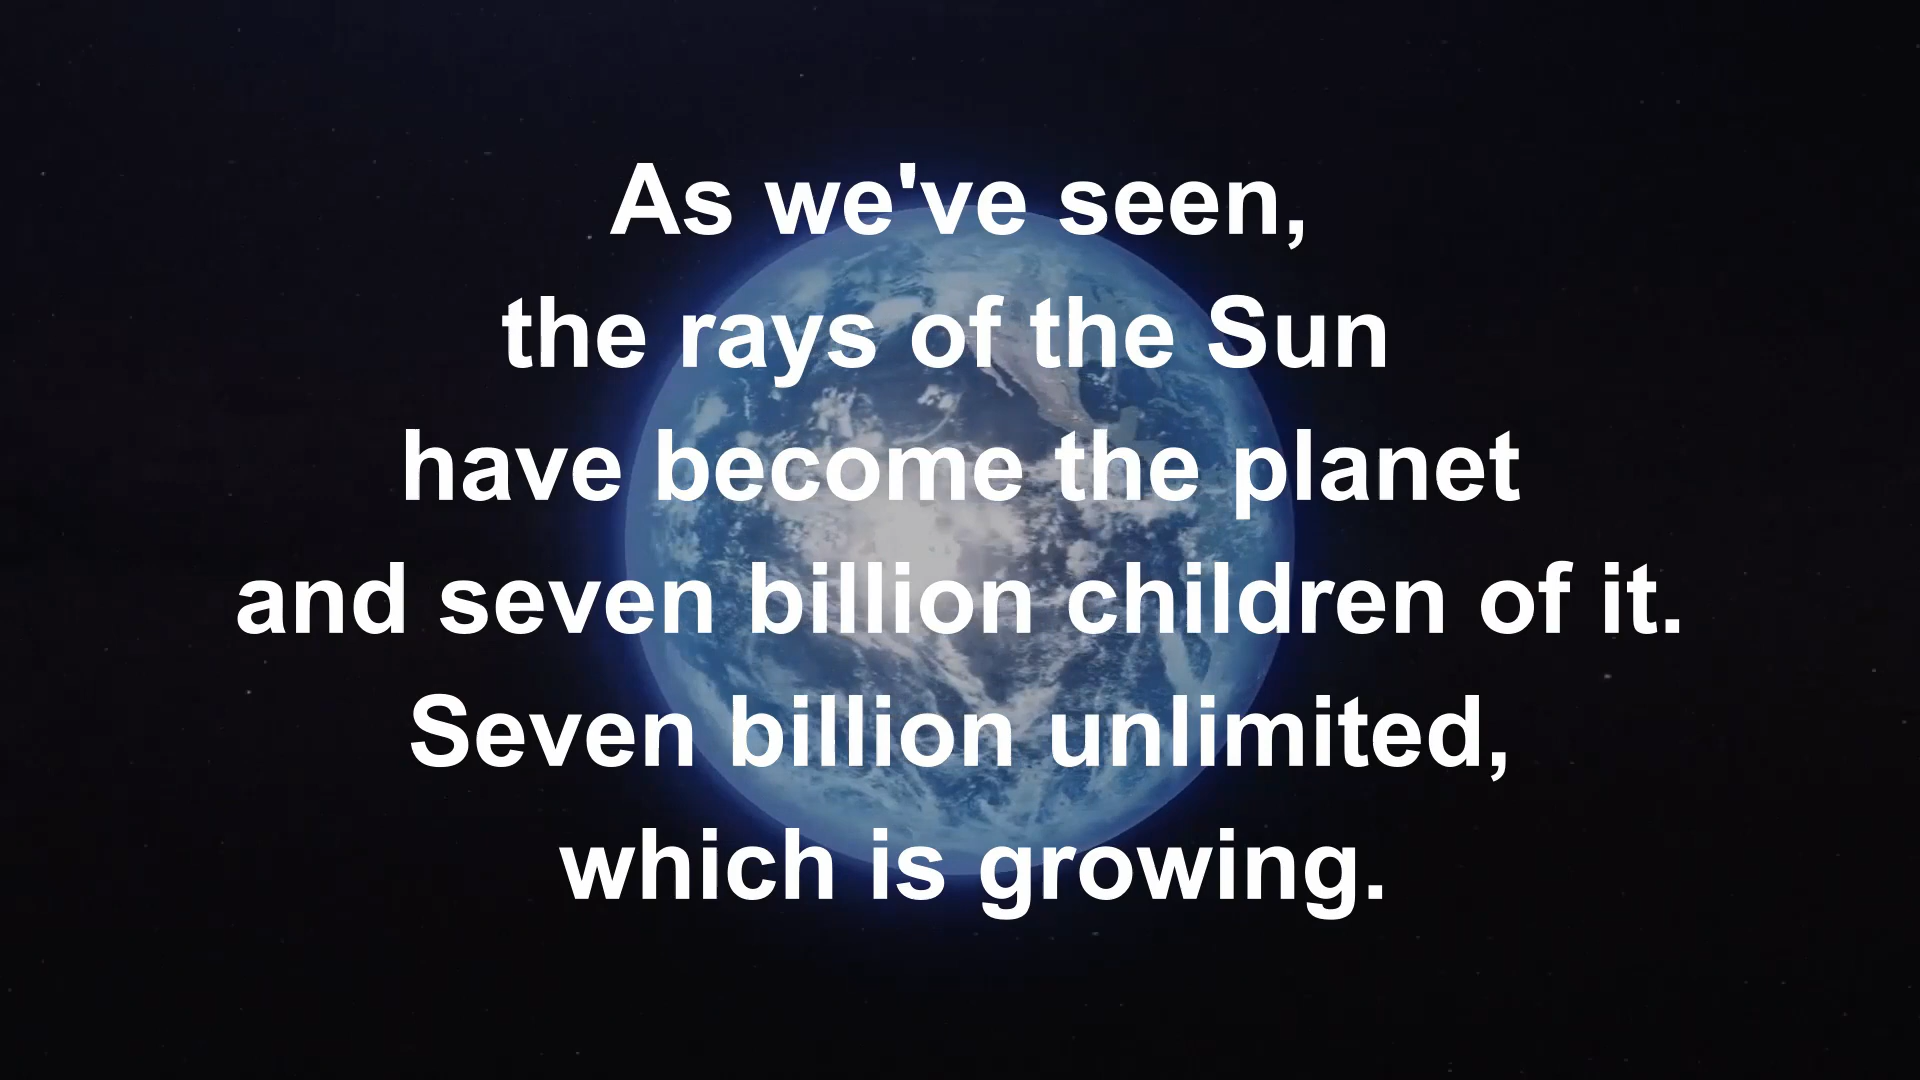 As we've seen,
the rays of the Sun
have become the planet
and seven billion children of it.
Seven billion unlimited,
which is growing.